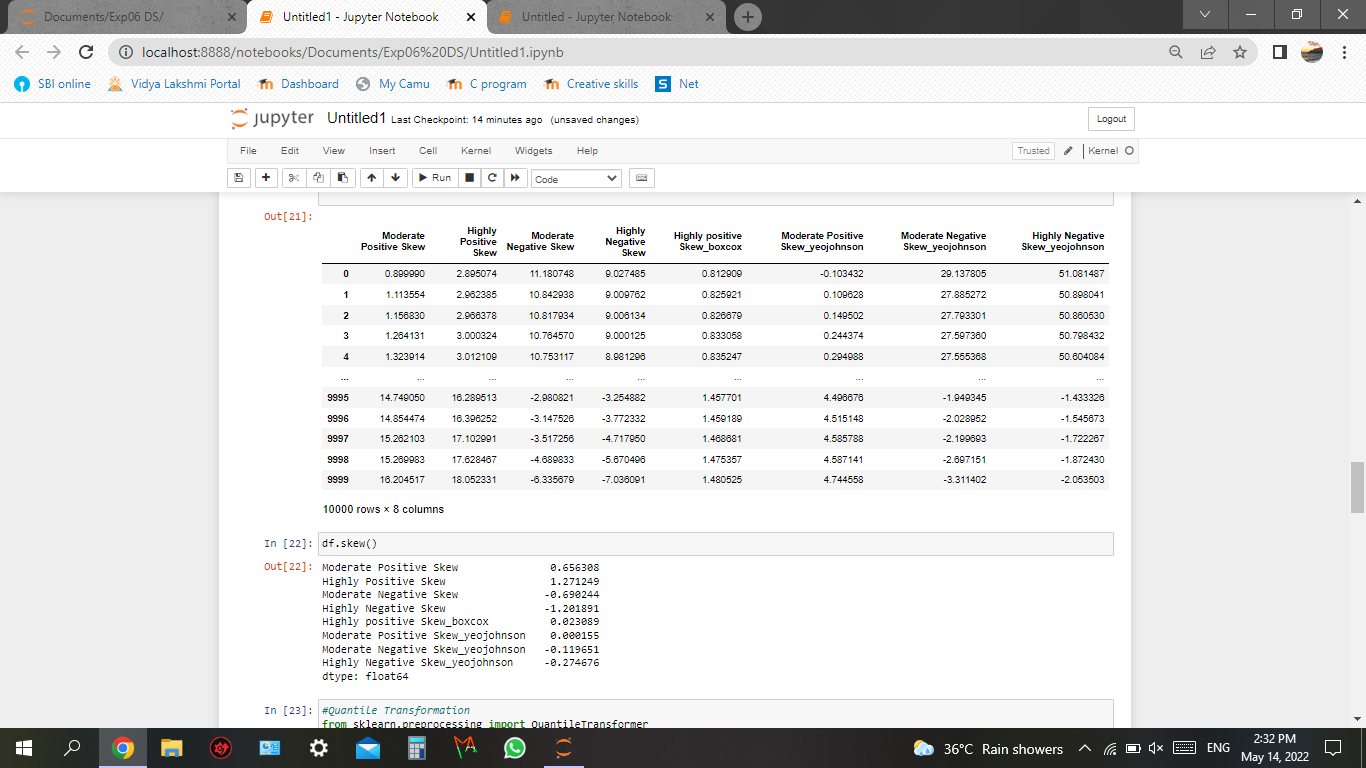 Documents/Exp06 DS/
Untitled1 - Jupyter Notebook
Untitled - Jupyter Notebook
localhost:8888/notebooks/Documents/Exp06%20DS/Untitled1.ipynb
SBI online Vidya Lakshmi Portal Dashboard My Camu C program Creative skills S Net
jupyter Untitled1 Last Checkpoint: 14 minutes ago (unsaved changes) Logout
File Edit View Insert Cell Kernel Widgets Help Trusted Kernel
Run Code
Out[21]:
Moderate Positive Skew Highly Positive Skew Moderate Negative Skew Highly Negative Skew Highly positive Skew_boxcox Moderate Positive Skew_yeojohnson Moderate Negative Skew_yeojohnson Highly Negative Skew_yeojohnson
0 0.899990 2.895074 11.180748 9.027485 0.812909 -0.103432 29.137805 51.081487
1 1.113554 2.962385 10.842938 9.009762 0.825921 0.109628 27.885272 50.898041
2 1.156830 2.966378 10.817934 9.006134 0.826679 0.149502 27.793301 50.860530
3 1.264131 3.000324 10.764570 9.000125 0.833058 0.244374 27.597360 50.798432
4 1.323914 3.012109 10.753117 8.981296 0.835247 0.294988 27.555368 50.604084
... ... ... ... ... ... ... ... ...
9995 14.749050 16.289513 -2.980821 -3.254882 1.457701 4.496676 -1.949345 -1.433326
9996 14.854474 16.396252 -3.147526 -3.772332 1.459189 4.515148 -2.028952 -1.545673
9997 15.262103 17.102991 -3.517256 -4.717950 1.468681 4.585788 -2.199693 -1.722267
9998 15.269983 17.628467 -4.689833 -5.670496 1.475357 4.587141 -2.697151 -1.872430
9999 16.204517 18.052331 -6.335679 -7.036091 1.480525 4.744558 -3.311402 -2.053503
10000 rows × 8 columns
In [22]: df.skew()
Out[22]: Moderate Positive Skew 0.656308
Highly Positive Skew 1.271249
Moderate Negative Skew -0.690244
Highly Negative Skew -1.201891
Highly positive Skew_boxcox 0.023089
Moderate Positive Skew_yeojohnson 0.000155
Moderate Negative Skew_yeojohnson -0.119651
Highly Negative Skew_yeojohnson -0.274676
dtype: float64
In [23]: #Quantile Transformation
from sklearn.preprocessing import QuantileTransformer
36°C Rain showers ENG 2:32 PM
May 14, 2022